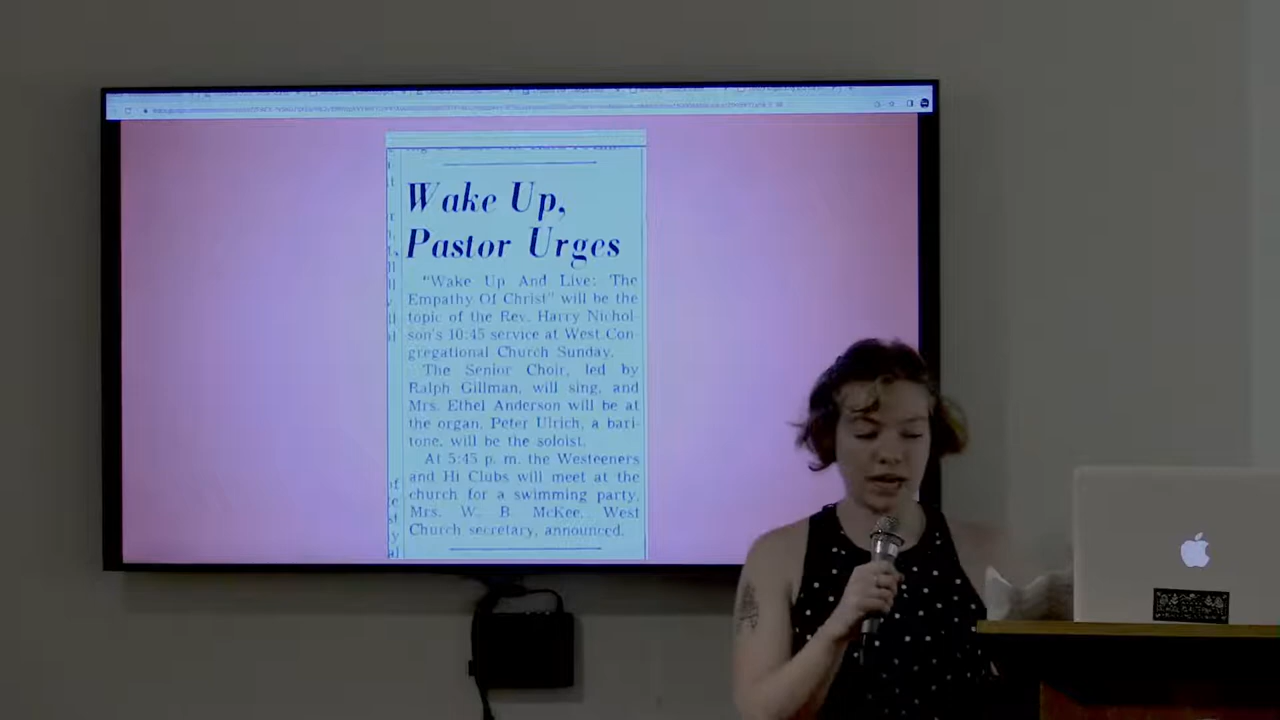 Wake Up,
Pastor Urges
"Wake Up And Live: The
Empathy Of Christ" will be the
topic of the Rev. Harry Nichol-
son's 10:45 service at West Con-
gregational Church Sunday.
The Senior Choir, led by
Ralph Gillman, will sing, and
Mrs. Ethel Anderson will be at
the organ. Peter Ulrich, a bari-
tone, will be the soloist.
At 5:45 p. m. the Westeeners
and Hi Clubs will meet at the
church for a swimming party,
Mrs. W. B. McKee, West
Church secretary, announced.